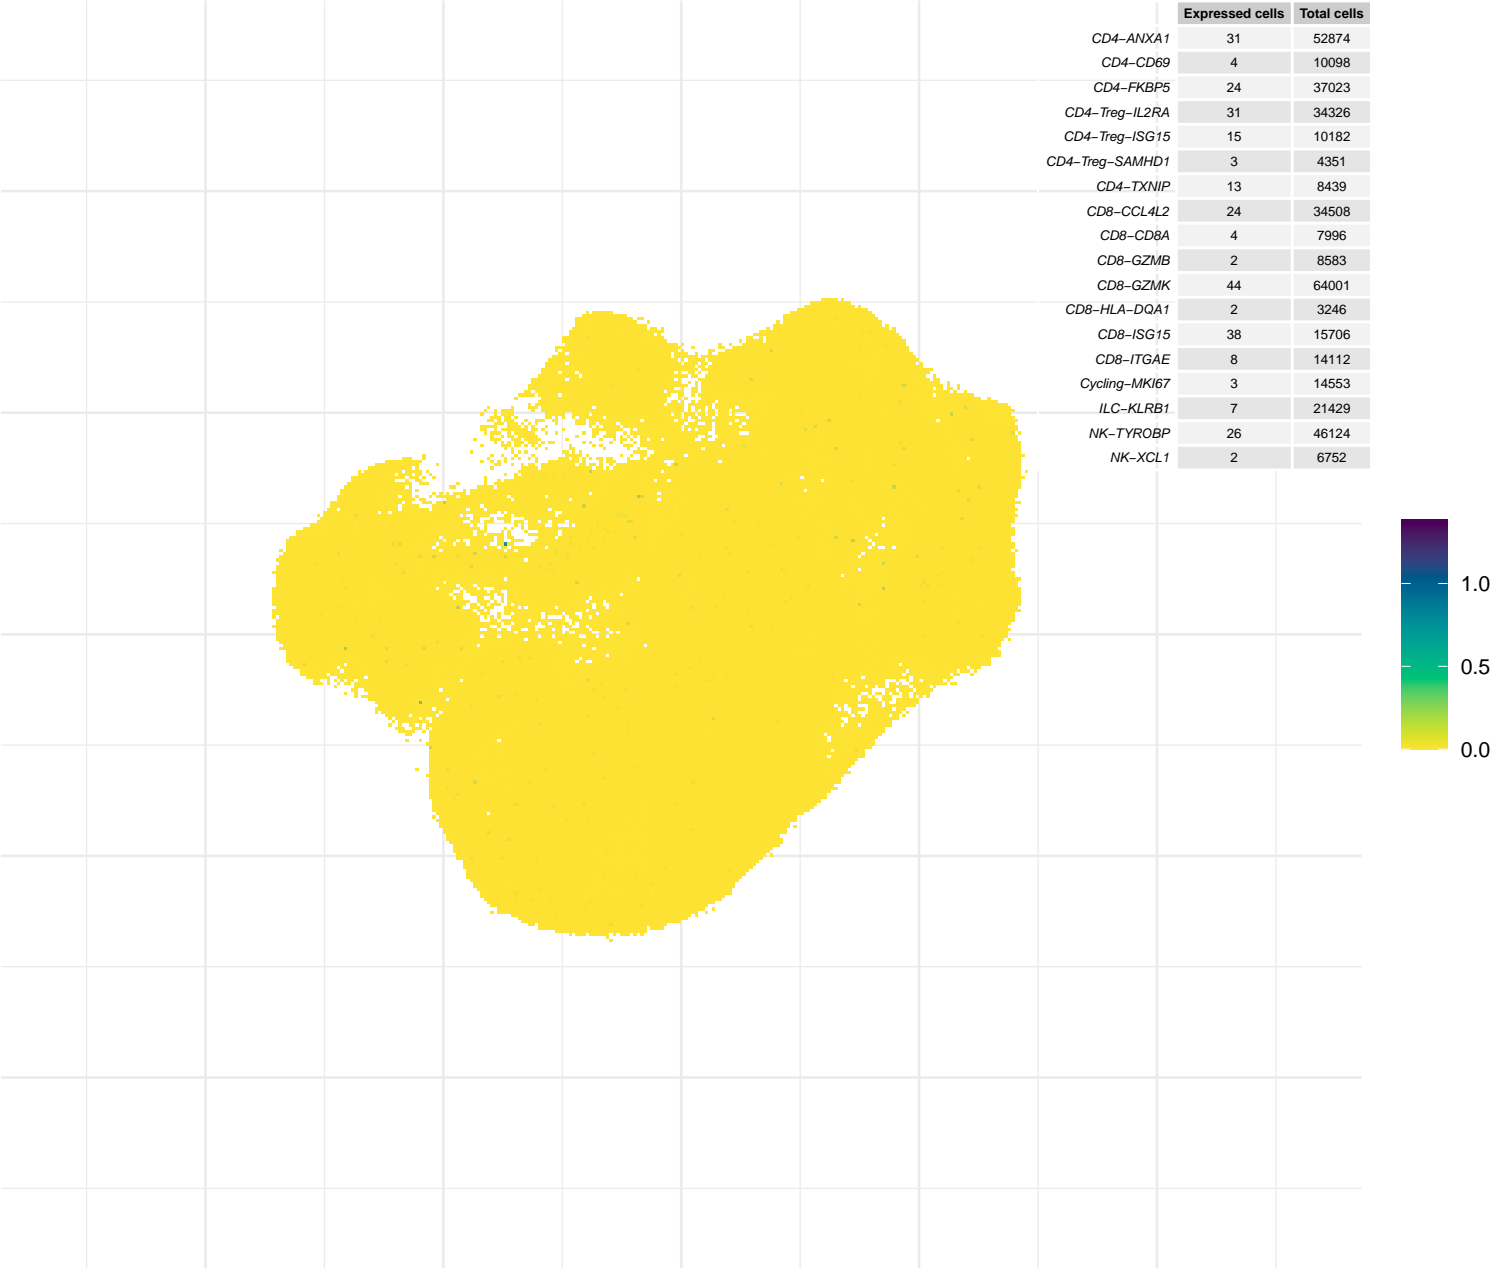 Expressed cells Total cells
CD4−ANXA1 31 52874
CD4−CD69 4 10098
CD4−FKBP5 24 37023
CD4−Treg−IL2RA 31 34326
CD4−Treg−ISG15 15 10182
CD4−Treg−SAMHD1 3 4351
CD4−TXNIP 13 8439
CD8−CCL4L2 24 34508
CD8−CD8A 4 7996
CD8−GZMB 2 8583
CD8−GZMK 44 64001
CD8−HLA−DQA1 2 3246
CD8−ISG15 38 15706
CD8−ITGAE 8 14112
Cycling−MKI67 3 14553
ILC−KLRB1 7 21429
NK−TYROBP 26 46124
NK−XCL1 2 6752
1.0
0.5
0.0